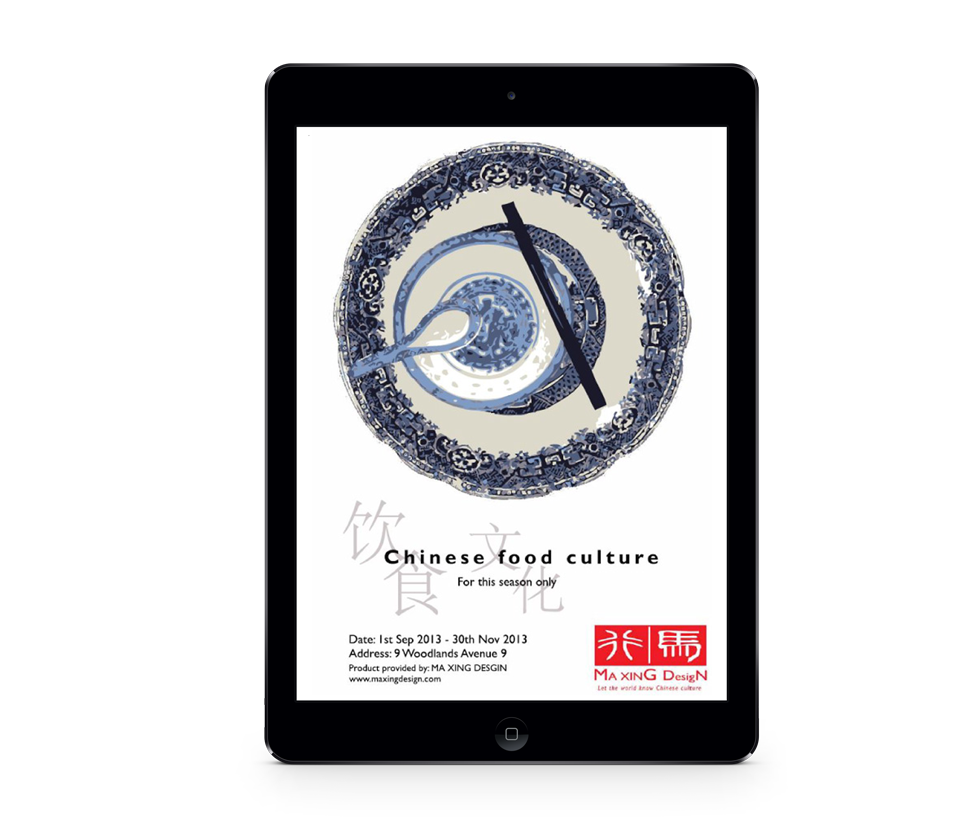 饮食文化
Chinese food culture
For this season only
Date: 1st Sep 2013 - 30th Nov 2013
Address: 9 Woodlands Avenue 9
Product provided by: MA XING DESGIN
www.maxingdesign.com
行馬
MA XING DesigN
Let the world know Chinese culture